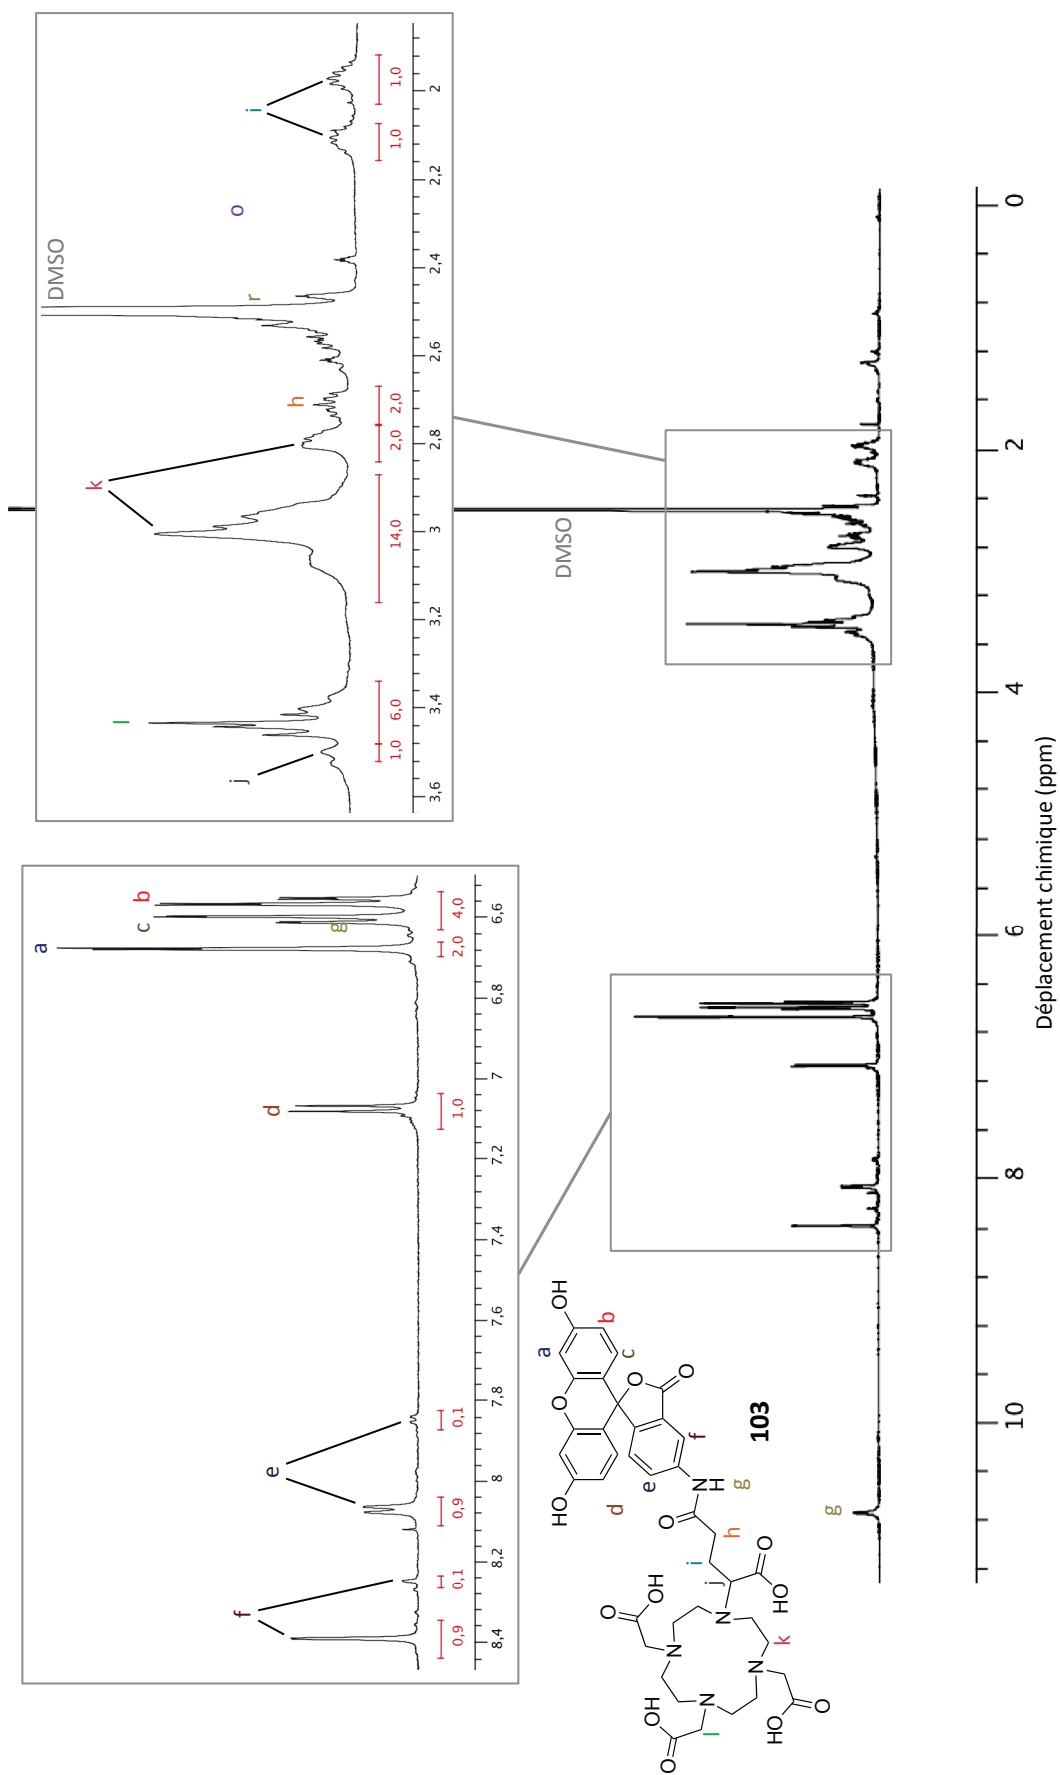 a
b
c
g
d
e
f
2,0
4,0
1,0
0,1
0,9
0,1
0,9
8,4
8,2
8
7,8
7,6
7,4
7,2
7
6,8
6,6
DMSO
r
o
i
h
k
l
j
1,0
6,0
14,0
2,0
2,0
1,0
1,0
3,6
3,4
3,2
3
2,8
2,6
2,4
2,2
2
DMSO
g
10
8
6
4
2
0
Déplacement chimique (ppm)
HO
O
OH
a
b
c
d
O
O
e
f
N
H
g
O
h
i
j
O
OH
N
N
N
N
k
l
O
OH
O
OH
O
HO
103